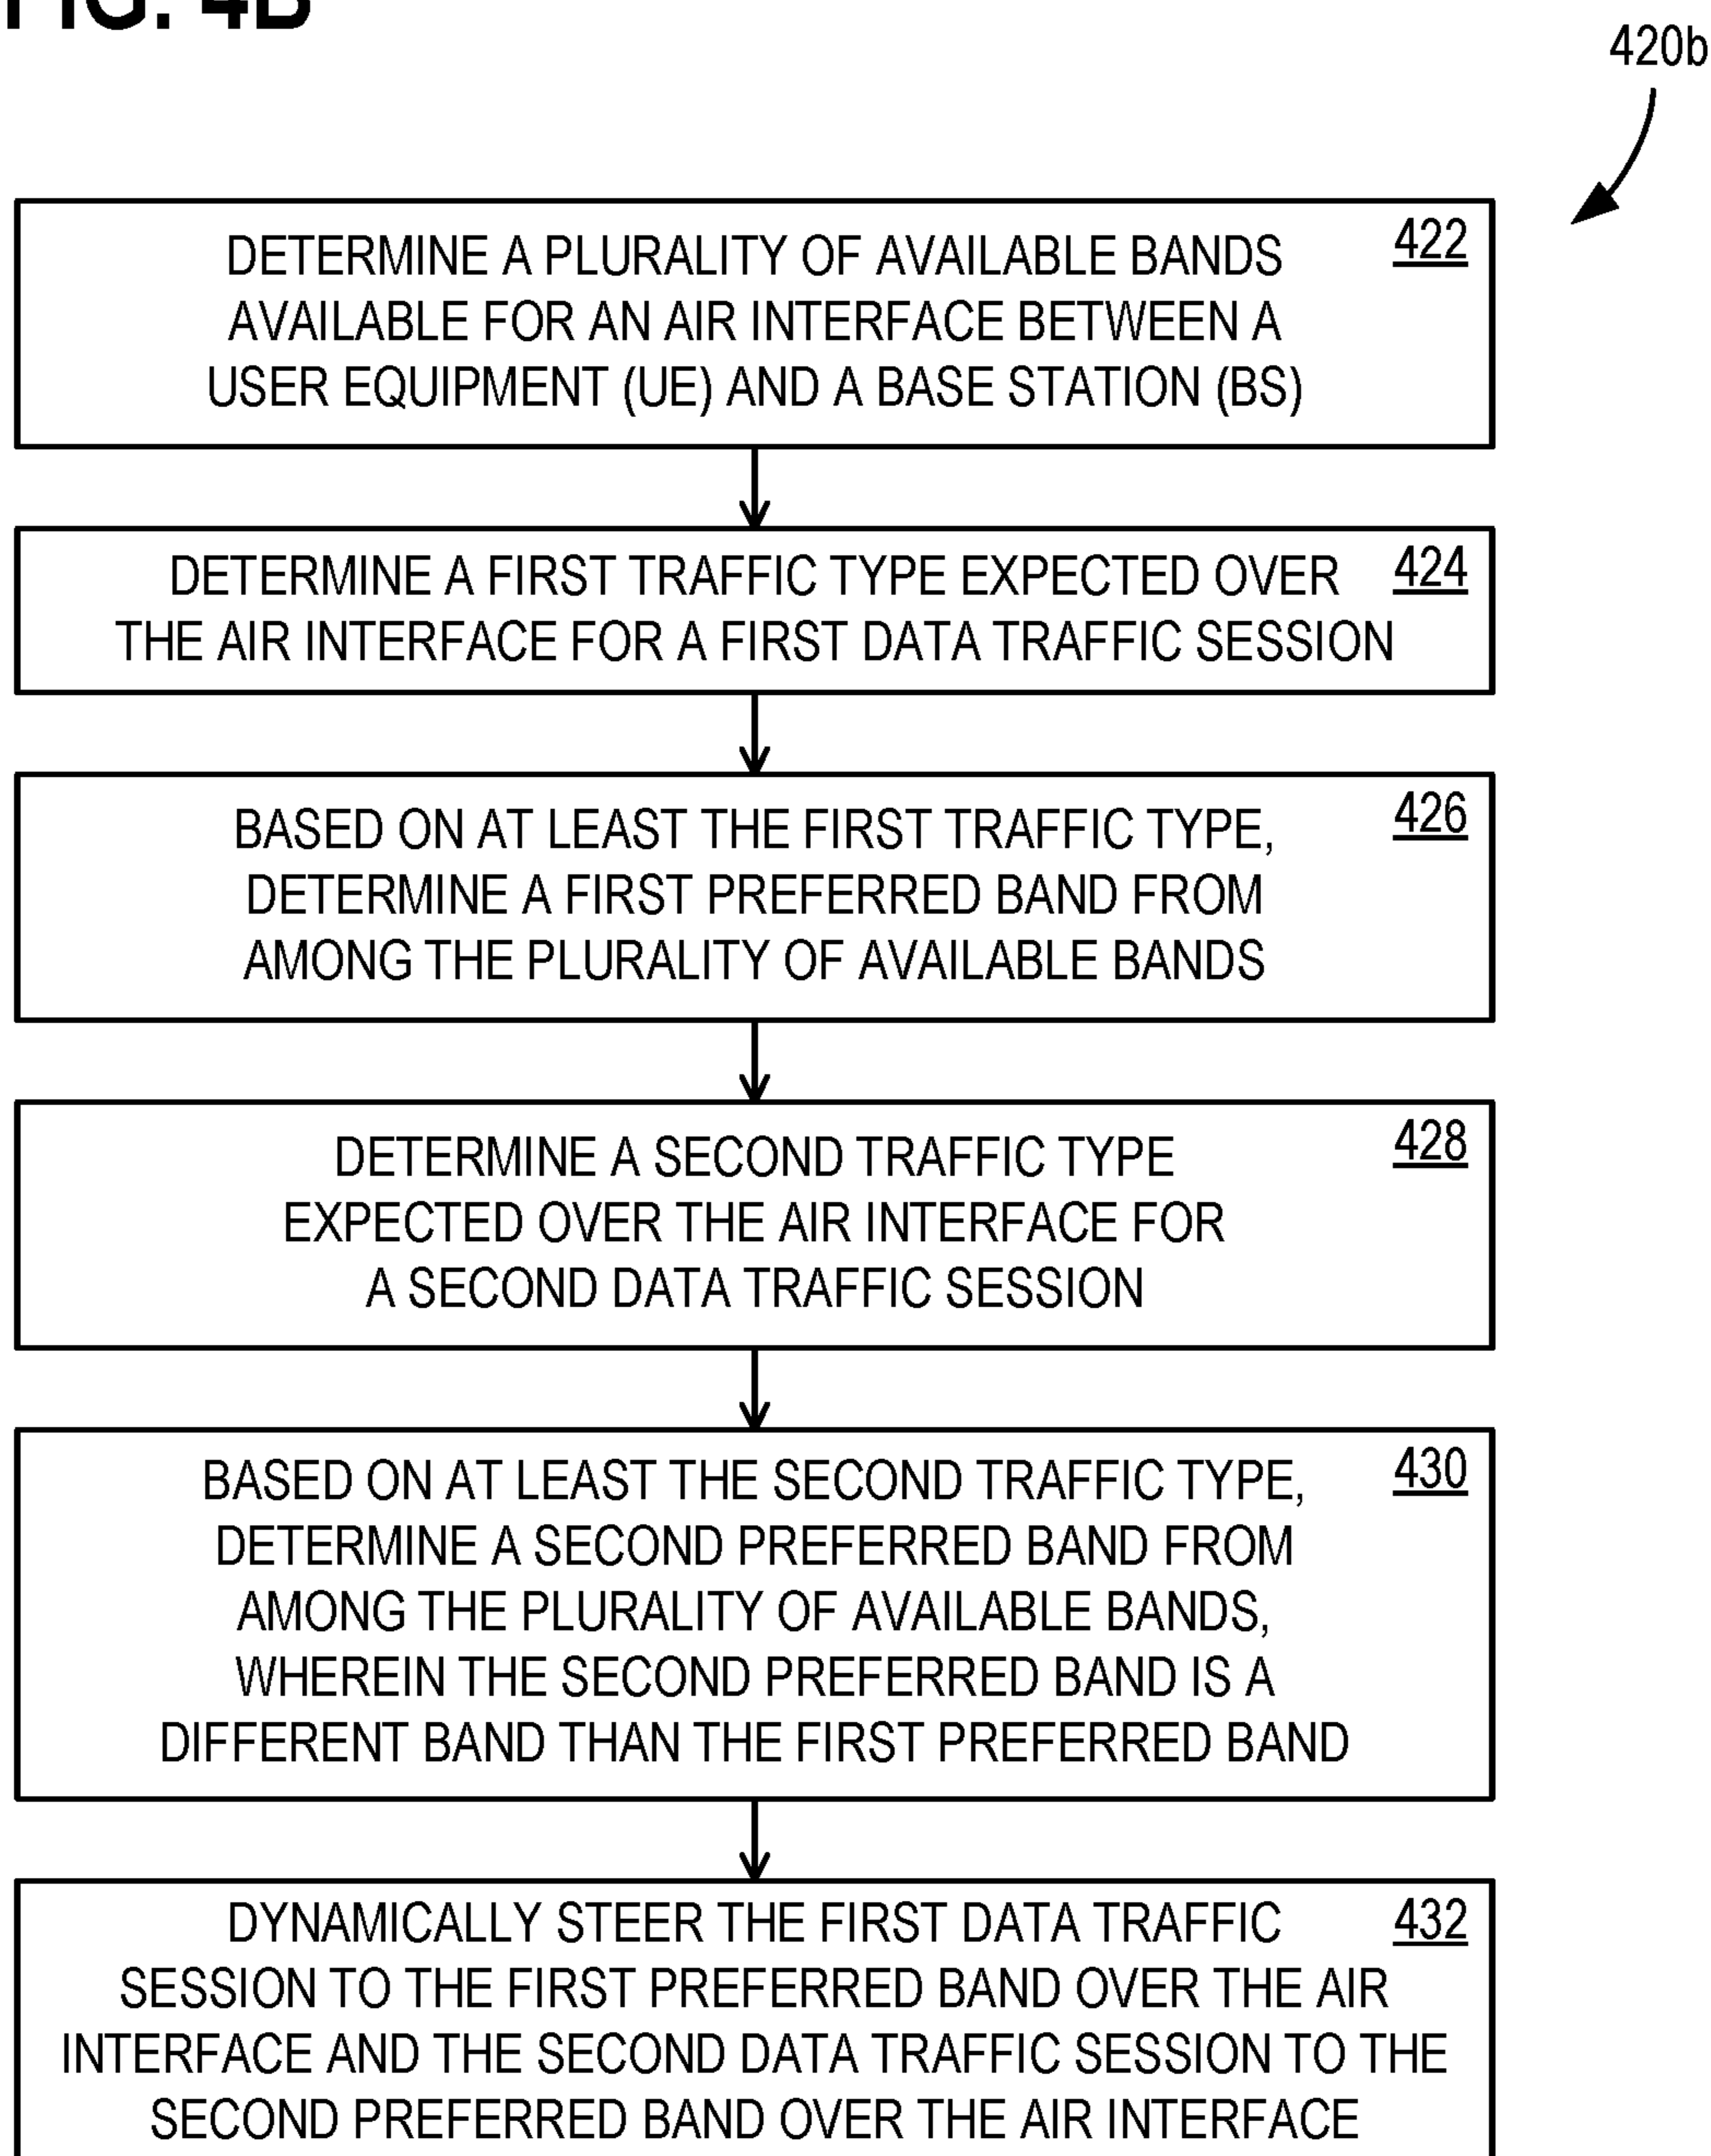 FIG. 4B
420b
DETERMINE A PLURALITY OF AVAILABLE BANDS 422
AVAILABLE FOR AN AIR INTERFACE BETWEEN A
USER EQUIPMENT (UE) AND A BASE STATION (BS)
DETERMINE A FIRST TRAFFIC TYPE EXPECTED OVER 424
THE AIR INTERFACE FOR A FIRST DATA TRAFFIC SESSION
BASED ON AT LEAST THE FIRST TRAFFIC TYPE, 426
DETERMINE A FIRST PREFERRED BAND FROM
AMONG THE PLURALITY OF AVAILABLE BANDS
DETERMINE A SECOND TRAFFIC TYPE 428
EXPECTED OVER THE AIR INTERFACE FOR
A SECOND DATA TRAFFIC SESSION
BASED ON AT LEAST THE SECOND TRAFFIC TYPE, 430
DETERMINE A SECOND PREFERRED BAND FROM
AMONG THE PLURALITY OF AVAILABLE BANDS,
WHEREIN THE SECOND PREFERRED BAND IS A
DIFFERENT BAND THAN THE FIRST PREFERRED BAND
DYNAMICALLY STEER THE FIRST DATA TRAFFIC 432
SESSION TO THE FIRST PREFERRED BAND OVER THE AIR
INTERFACE AND THE SECOND DATA TRAFFIC SESSION TO THE
SECOND PREFERRED BAND OVER THE AIR INTERFACE